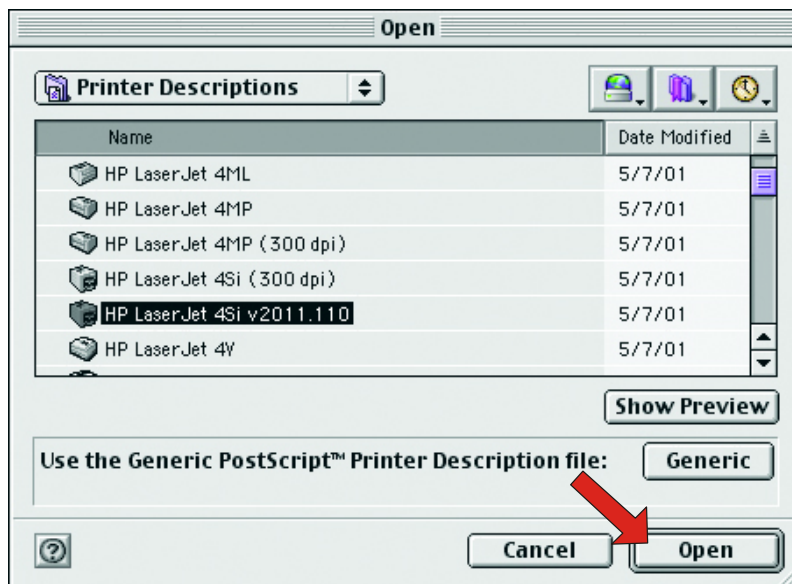 Open
Printer Descriptions
Name Date Modified
HP LaserJet 4ML 5/7/01
HP LaserJet 4MP 5/7/01
HP LaserJet 4MP (300 dpi) 5/7/01
HP LaserJet 4Si (300 dpi) 5/7/01
HP LaserJet 4Si v2011.110 5/7/01
HP LaserJet 4V 5/7/01
Show Preview
Use the Generic PostScript™ Printer Description file: Generic
Cancel Open